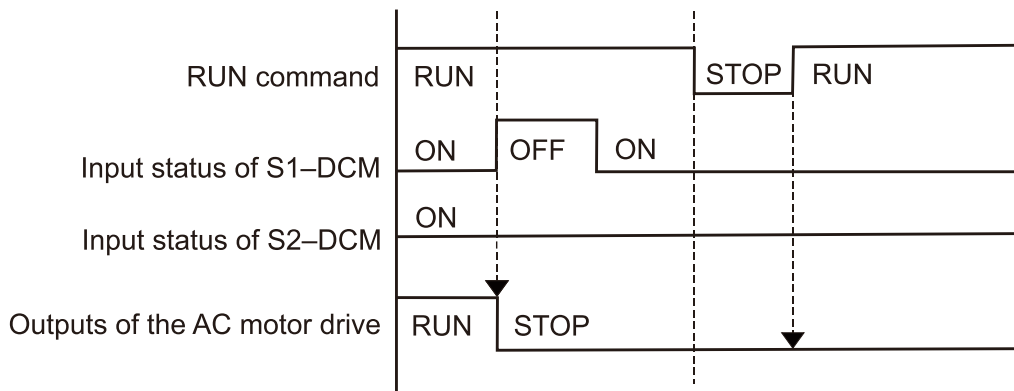 RUN command
RUN
STOP
RUN
Input status of S1–DCM
ON
OFF
ON
Input status of S2–DCM
ON
Outputs of the AC motor drive
RUN
STOP